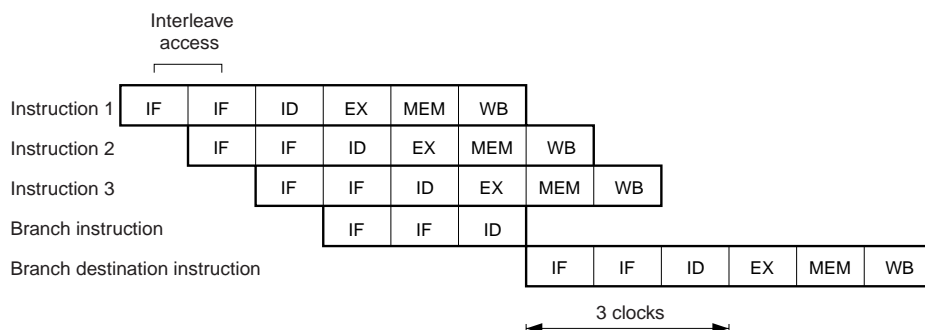 Interleave
access
Instruction 1 IF IF ID EX MEM WB
Instruction 2 IF IF ID EX MEM WB
Instruction 3 IF IF ID EX MEM WB
Branch instruction IF IF ID
Branch destination instruction IF IF ID EX MEM WB
3 clocks